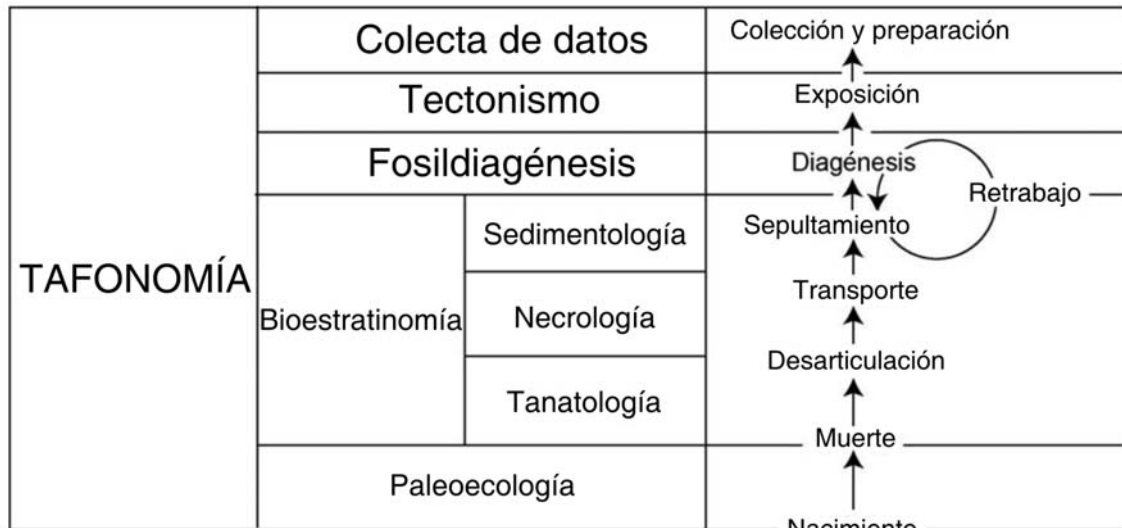 Colecta de datos
Colección y preparación
Tectonismo
Exposición
Fosildiagénesis
Diagénesis
Retrabajo
Sedimentología
Sepultamiento
TAFONOMÍA
Bioestratinomía
Necrología
Transporte
Desarticulación
Tanatología
Muerte
Paleoecología
Nacimiento